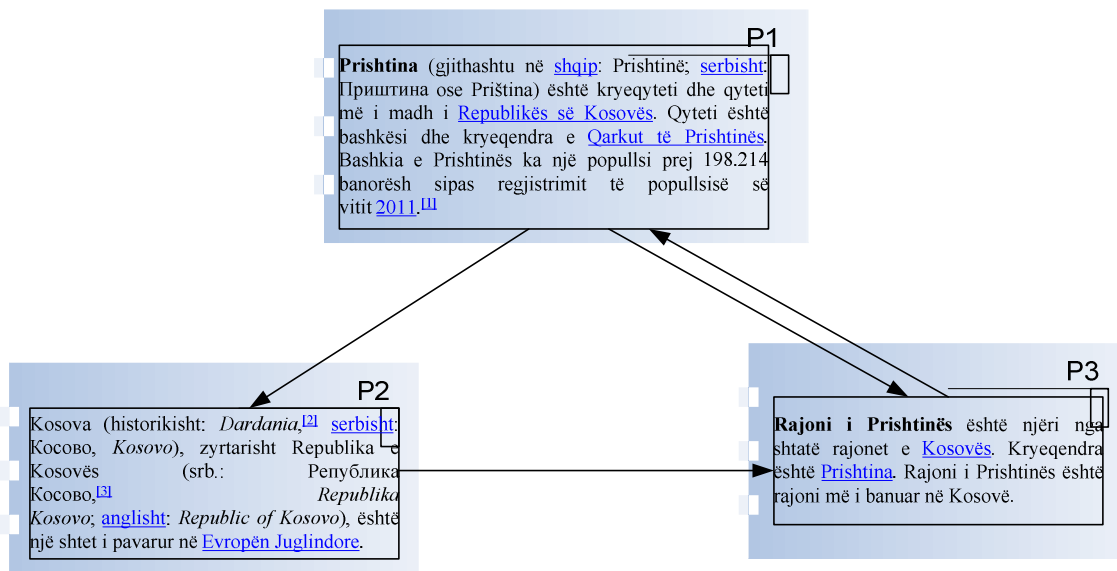 P1
Prishtina (gjithashtu në shqip: Prishtinë; serbisht:
Приштина ose Priština) është kryeqyteti dhe qyteti
më i madh i Republikës së Kosovës. Qyteti është
bashkësi dhe kryeqendra e Qarkut të Prishtinës.
Bashkia e Prishtinës ka një popullsi prej 198.214
banorësh sipas regjistrimit të popullsisë së
vitit 2011.[1]
P2
Kosova (historikisht: Dardania,[2] serbisht:
Косово, Kosovo), zyrtarisht Republika e
Kosovës (srb.: Република
Косово,[3] Republika
Kosovo; anglisht: Republic of Kosovo), është
një shtet i pavarur në Evropën Juglindore.
P3
Rajoni i Prishtinës është njëri nga
shtatë rajonet e Kosovës. Kryeqendra
është Prishtina. Rajoni i Prishtinës është
rajoni më i banuar në Kosovë.